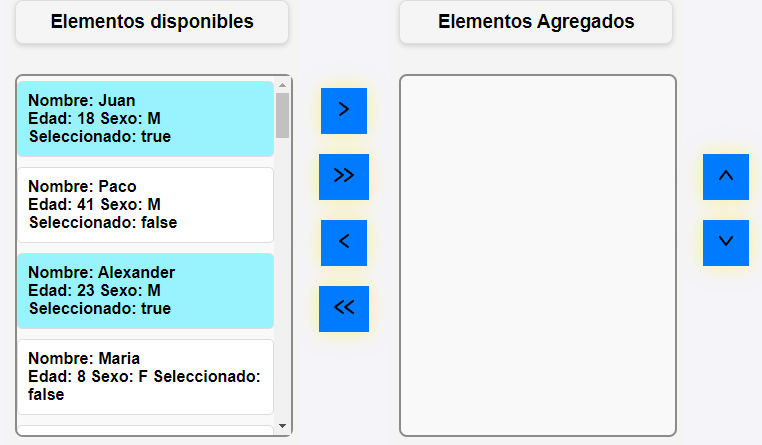 Elementos disponibles
Elementos Agregados
Nombre: Juan
Edad: 18 Sexo: M
Seleccionado: true
Nombre: Paco
Edad: 41 Sexo: M
Seleccionado: false
Nombre: Alexander
Edad: 23 Sexo: M
Seleccionado: true
Nombre: Maria
Edad: 8 Sexo: F Seleccionado:
false
>
>>
<
<<